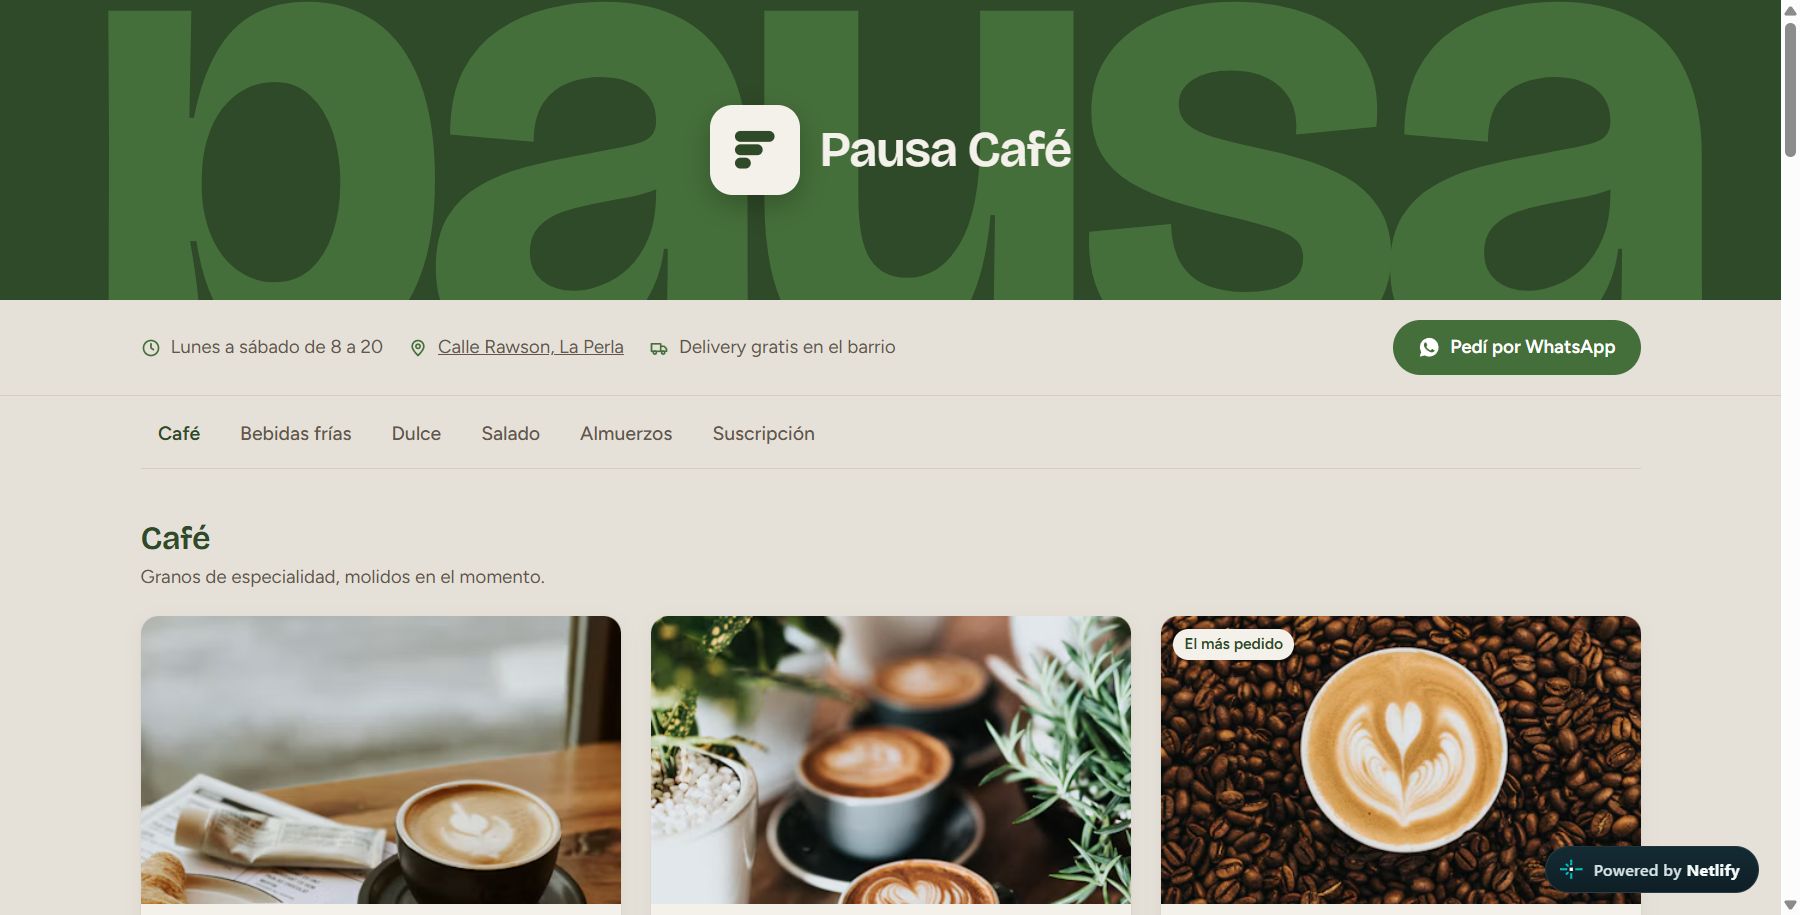 pausa
Pausa Café
Lunes a sábado de 8 a 20
Calle Rawson, La Perla
Delivery gratis en el barrio
Pedí por WhatsApp
Café
Bebidas frías
Dulce
Salado
Almuerzos
Suscripción
Café
Granos de especialidad, molidos en el momento.
El más pedido
Powered by Netlify